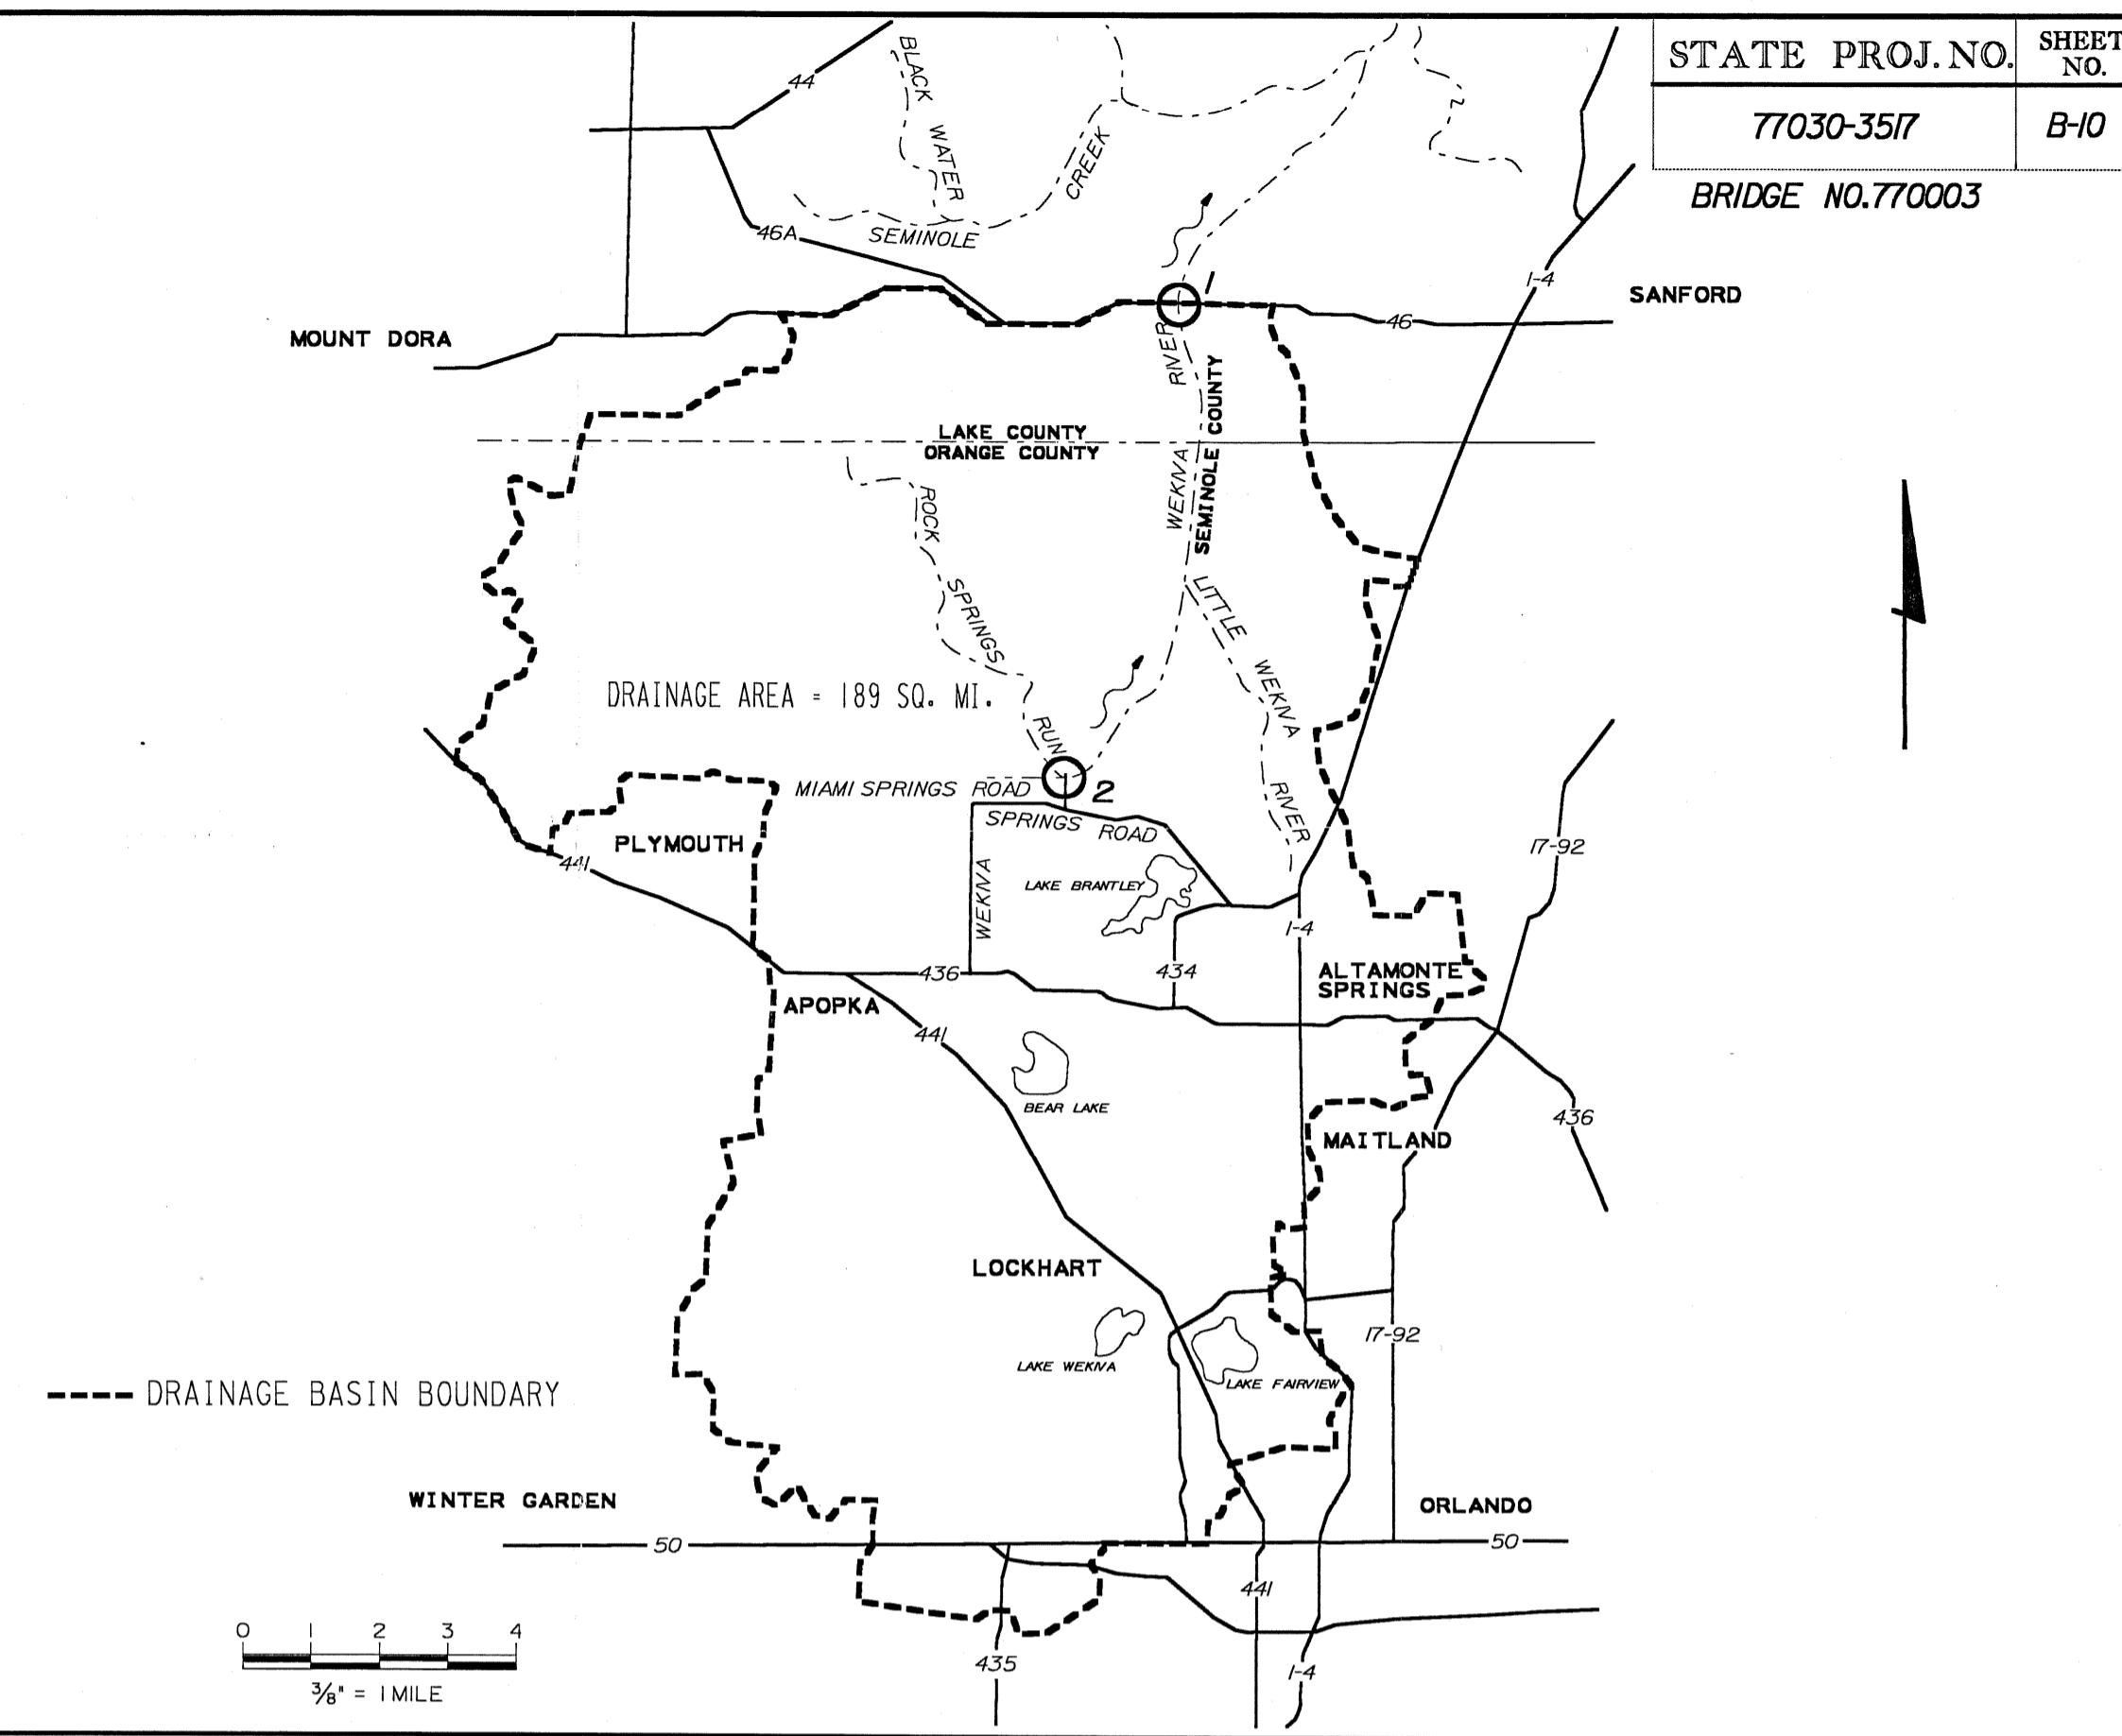 STATE PROJ. NO.
SHEET NO.
77030-3517
B-10
BRIDGE NO. 770003
44
BLACK WATER
CREEK
46A
SEMINOLE
1
I-4
SANFORD
46
MOUNT DORA
RIVER
LAKE COUNTY
ORANGE COUNTY
SEMINOLE COUNTY
WEKIVA
ROCK SPRINGS RUN
LITTLE WEKIVA RIVER
DRAINAGE AREA = 189 SQ. MI.
MIAMI SPRINGS ROAD
2
SPRINGS ROAD
WEKIVA
PLYMOUTH
441
17-92
LAKE BRANTLEY
I-4
436
434
ALTAMONTE
SPRINGS
APOPKA
441
BEAR LAKE
436
MAITLAND
LOCKHART
17-92
LAKE WEKIVA
LAKE FAIRVIEW
DRAINAGE BASIN BOUNDARY
WINTER GARDEN
ORLANDO
50
50
441
435
I-4
0 1 2 3 4
3/8" = 1 MILE